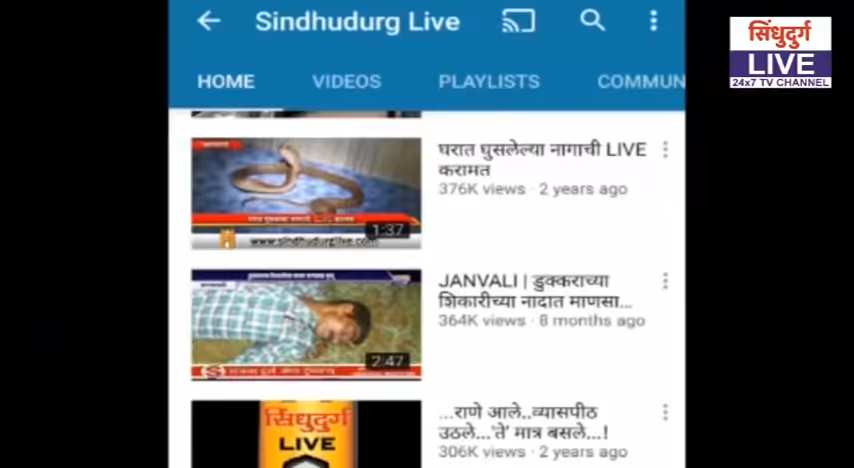 Sindhudurg Live
सिंधुदुर्ग
LIVE
24x7 TV CHANNEL
HOME
VIDEOS
PLAYLISTS
COMMUN
घरात घुसलेल्या नागाची LIVE
करामत
376K views · 2 years ago
1:37
www.sindhudurglive.com
JANVALI | डुक्कराच्या
शिकारीच्या नादात माणसा...
364K views · 8 months ago
2:47
सिंधुदुर्ग
LIVE
...राणे आले..व्यासपीठ
उठले...'ते' मात्र बसले...!
306K views · 2 years ago